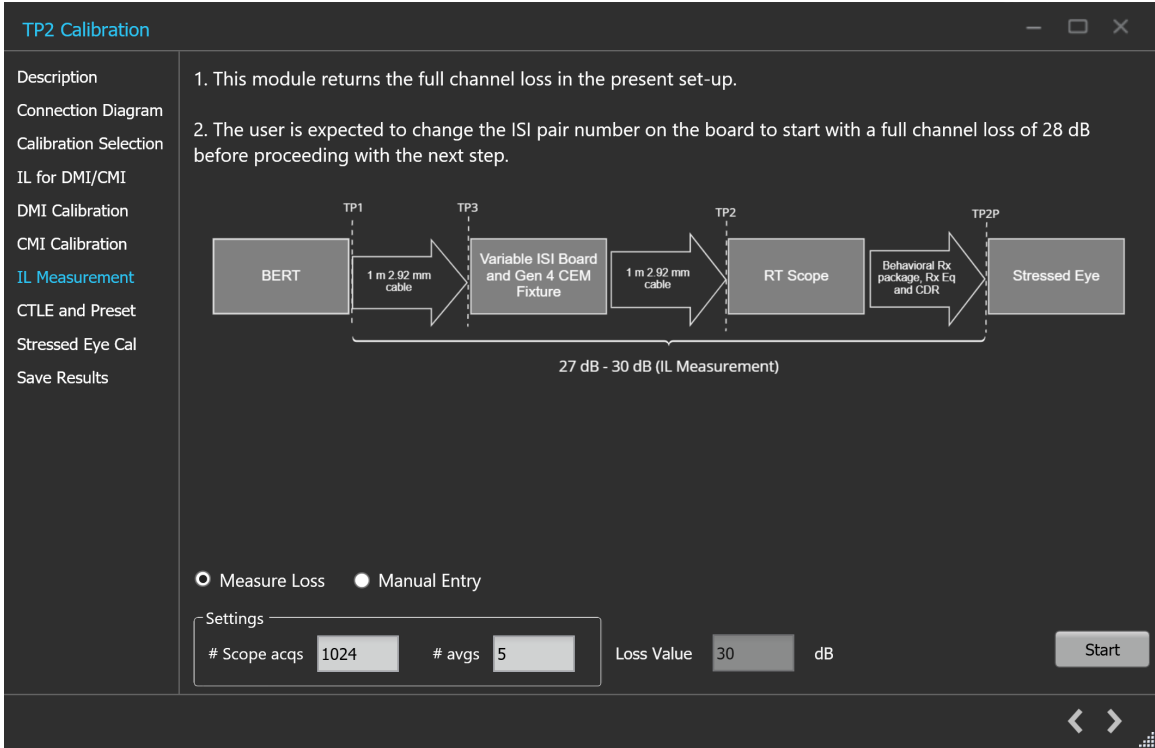 TP2 Calibration
Description
Connection Diagram
Calibration Selection
IL for DMI/CMI
DMI Calibration
CMI Calibration
IL Measurement
CTLE and Preset
Stressed Eye Cal
Save Results
1. This module returns the full channel loss in the present set-up.
2. The user is expected to change the ISI pair number on the board to start with a full channel loss of 28 dB
before proceeding with the next step.
TP1
TP3
TP2
TP2P
BERT
1 m 2.92 mm
cable
Variable ISI Board
and Gen 4 CEM
Fixture
1 m 2.92 mm
cable
RT Scope
Behavioral Rx
package, Rx Eq
and CDR
Stressed Eye
27 dB - 30 dB (IL Measurement)
Measure Loss
Manual Entry
Settings
# Scope acqs 1024 # avgs 5
Loss Value 30 dB
Start